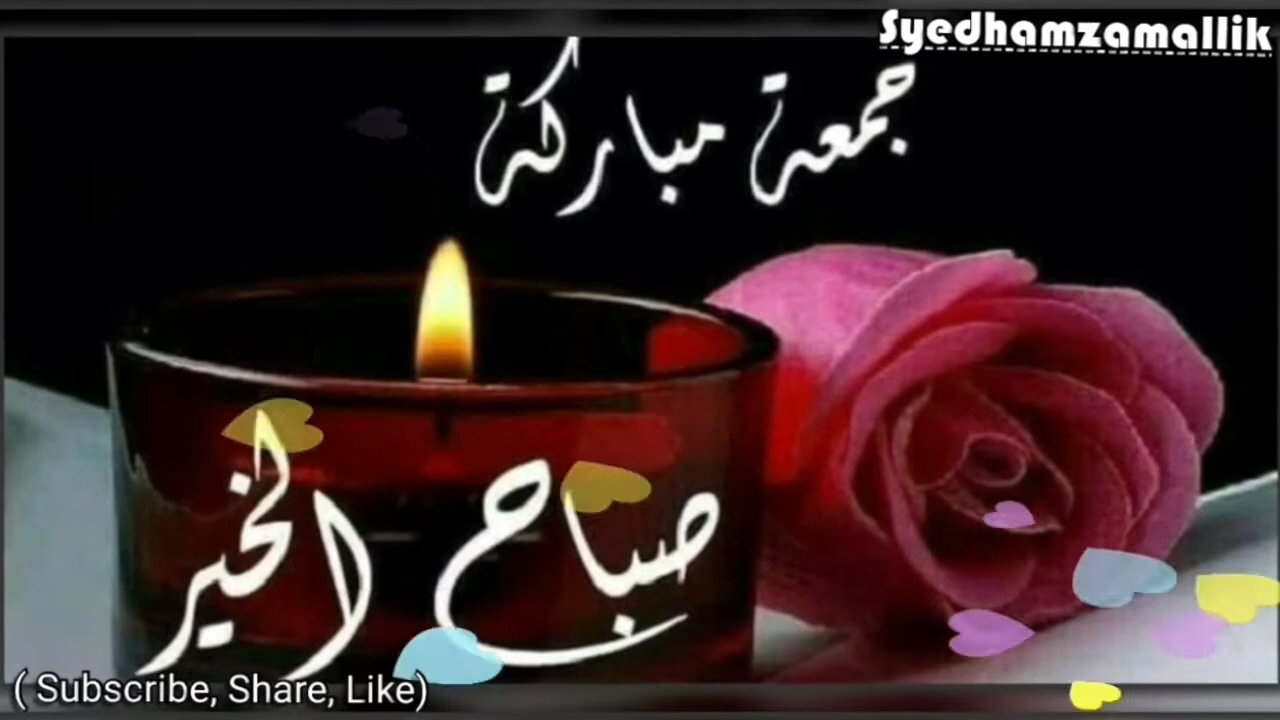 Syedhamzamallik
جمعة مباركة
صباح الخير
( Subscribe, Share, Like)